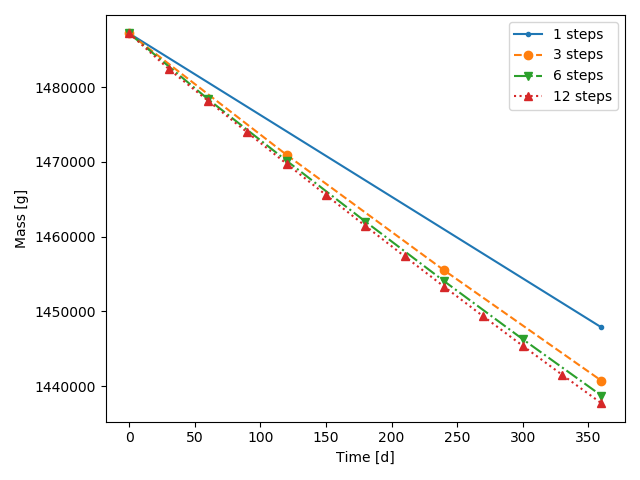 1 steps
3 steps
6 steps
12 steps
Mass [g]
1480000
1470000
1460000
1450000
1440000
0 50 100 150 200 250 300 350
Time [d]